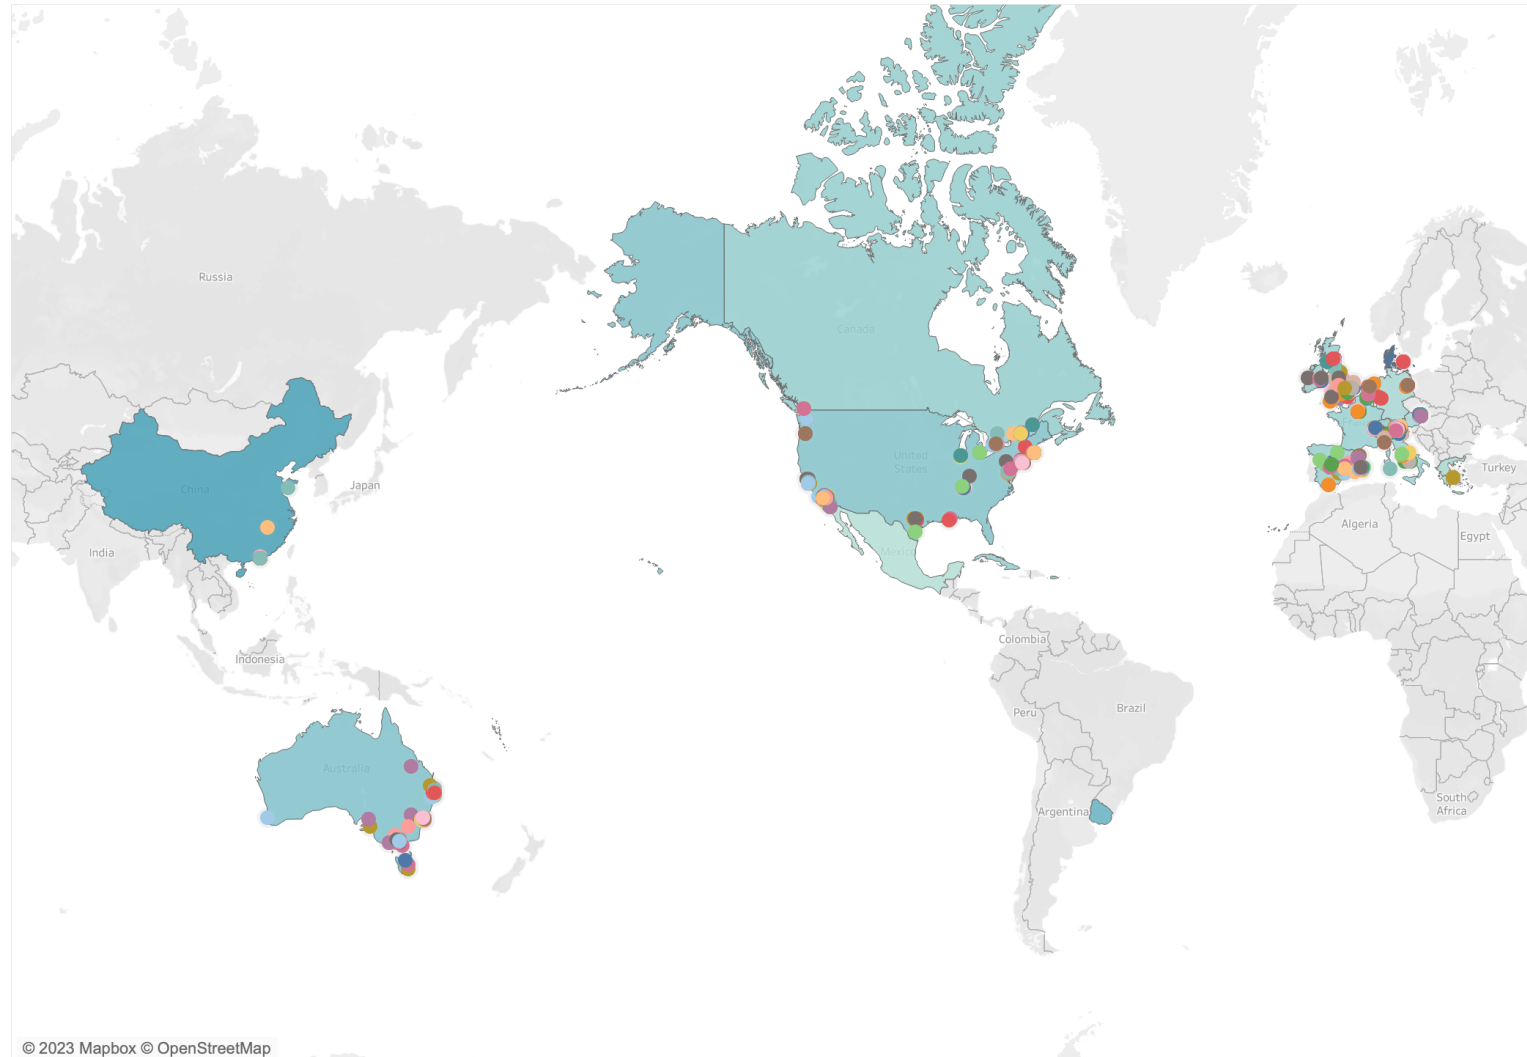 Russia
Canada
United
States
Turkey
Japan
China
Algeria
Egypt
India
Mexico
Colombia
Indonesia
Peru
Brazil
Australia
South
Africa
Argentina
© 2023 Mapbox © OpenStreetMap